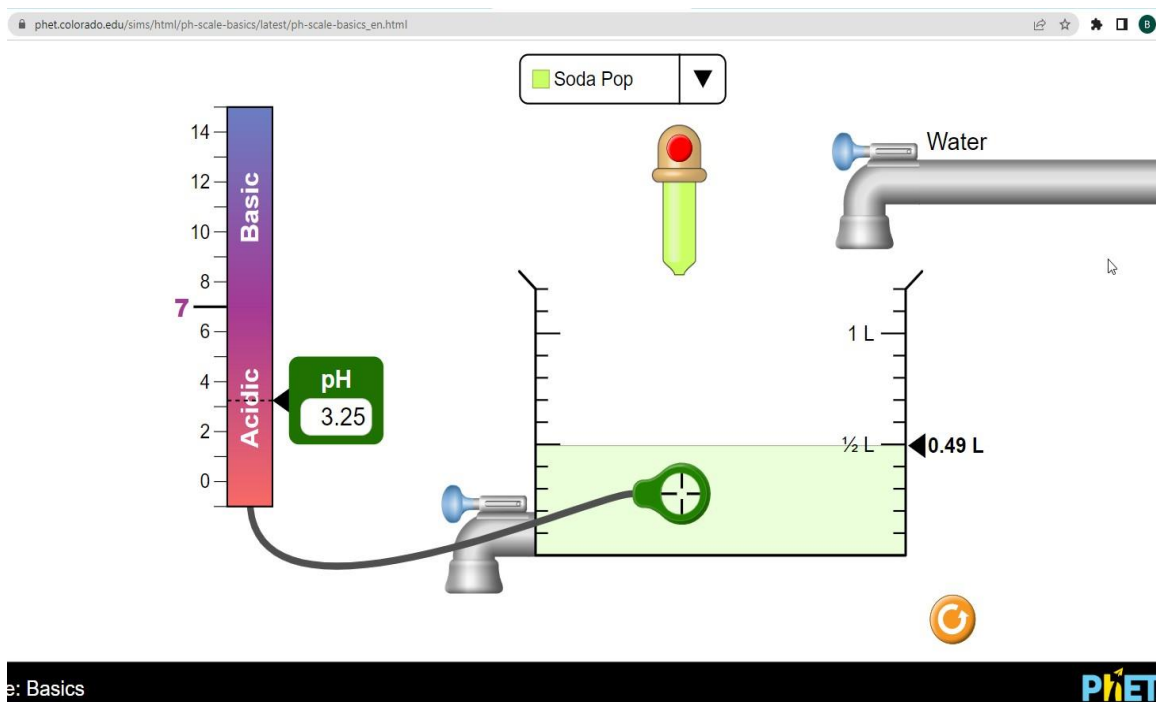 phet.colorado.edu/sims/html/ph-scale-basics/latest/ph-scale-basics_en.html
B
Soda Pop
Water
14
12
10
8
7
6
4
2
0
Basic
Acidic
pH
3.25
1 L
½ L
0.49 L
e: Basics
PhET